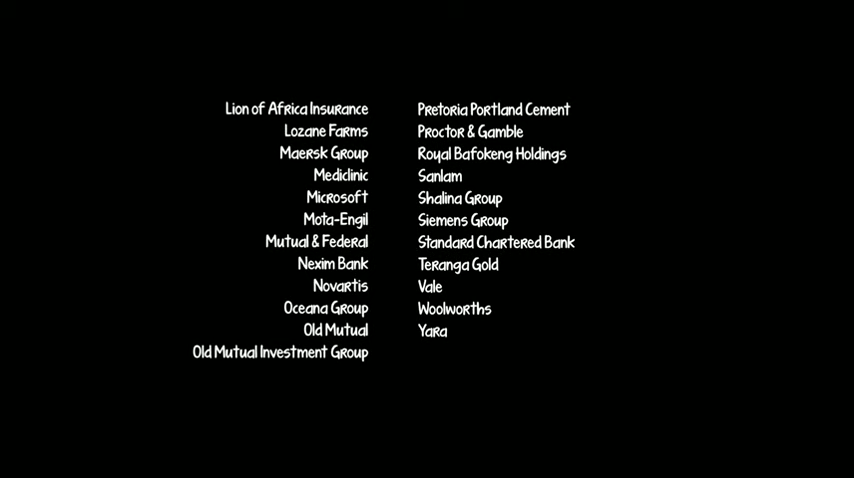 Lion of Africa Insurance
Lozane Farms
Maersk Group
Mediclinic
Microsoft
Mota-Engil
Mutual & Federal
Nexim Bank
Novartis
Oceana Group
Old Mutual
Old Mutual Investment Group
Pretoria Portland Cement
Proctor & Gamble
Royal Bafokeng Holdings
Sanlam
Shalina Group
Siemens Group
Standard Chartered Bank
Teranga Gold
Vale
Woolworths
Yara